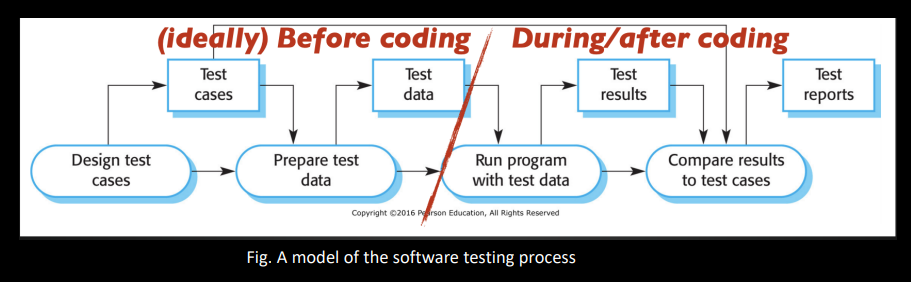 (ideally) Before coding
During/after coding
Test
cases
Test
data
Test
results
Test
reports
Design test
cases
Prepare test
data
Run program
with test data
Compare results
to test cases
Copyright ©2016 Pearson Education, All Rights Reserved
Fig. A model of the software testing process